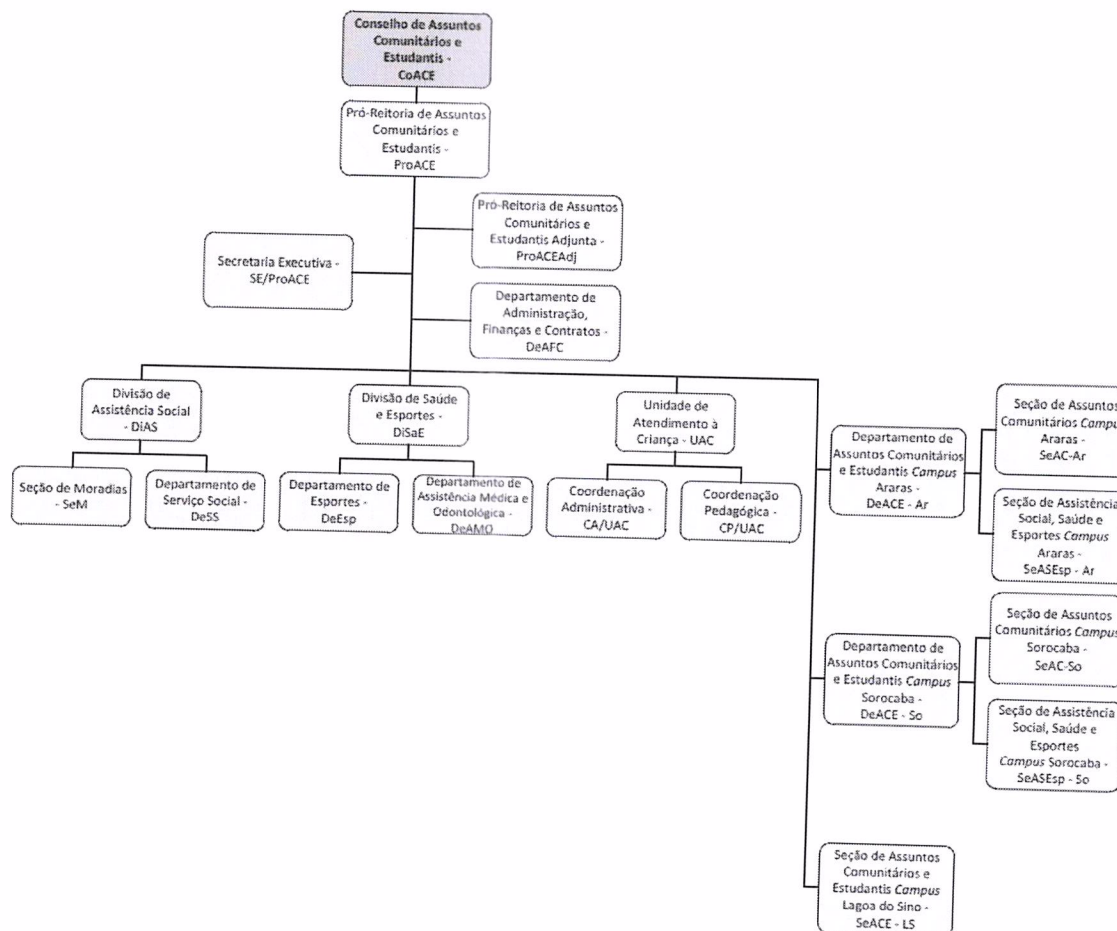 Conselho de Assuntos
Comunitários e
Estudantis -
CoACE
Pró-Reitoria de Assuntos
Comunitários e
Estudantis -
ProACE
Pró-Reitoria de Assuntos
Comunitários e
Estudantis Adjunta -
ProACEAdj
Secretaria Executiva -
SE/ProACE
Departamento de
Administração,
Finanças e Contratos -
DeAFC
Divisão de
Assistência Social
- DiAS
Divisão de Saúde
e Esportes -
DiSaE
Unidade de
Atendimento à
Criança - UAC
Seção de Moradias
- SeM
Departamento de
Serviço Social -
DeSS
Departamento de
Esportes -
DeEsp
Departamento de
Assistência Médica e
Odontológica -
DeAMO
Coordenação
Administrativa -
CA/UAC
Coordenação
Pedagógica -
CP/UAC
Departamento de
Assuntos Comunitários
e Estudantis Campus
Araras -
DeACE - Ar
Seção de Assuntos
Comunitários Campus
Araras -
SeAC-Ar
Seção de Assistência
Social, Saúde e
Esportes Campus
Araras -
SeASEsp - Ar
Departamento de
Assuntos Comunitários
e Estudantis Campus
Sorocaba -
DeACE - So
Seção de Assuntos
Comunitários Campus
Sorocaba -
SeAC-So
Seção de Assistência
Social, Saúde e
Esportes
Campus Sorocaba -
SeASEsp - So
Seção de Assuntos
Comunitários e
Estudantis Campus
Lagoa do Sino -
SeACE - LS